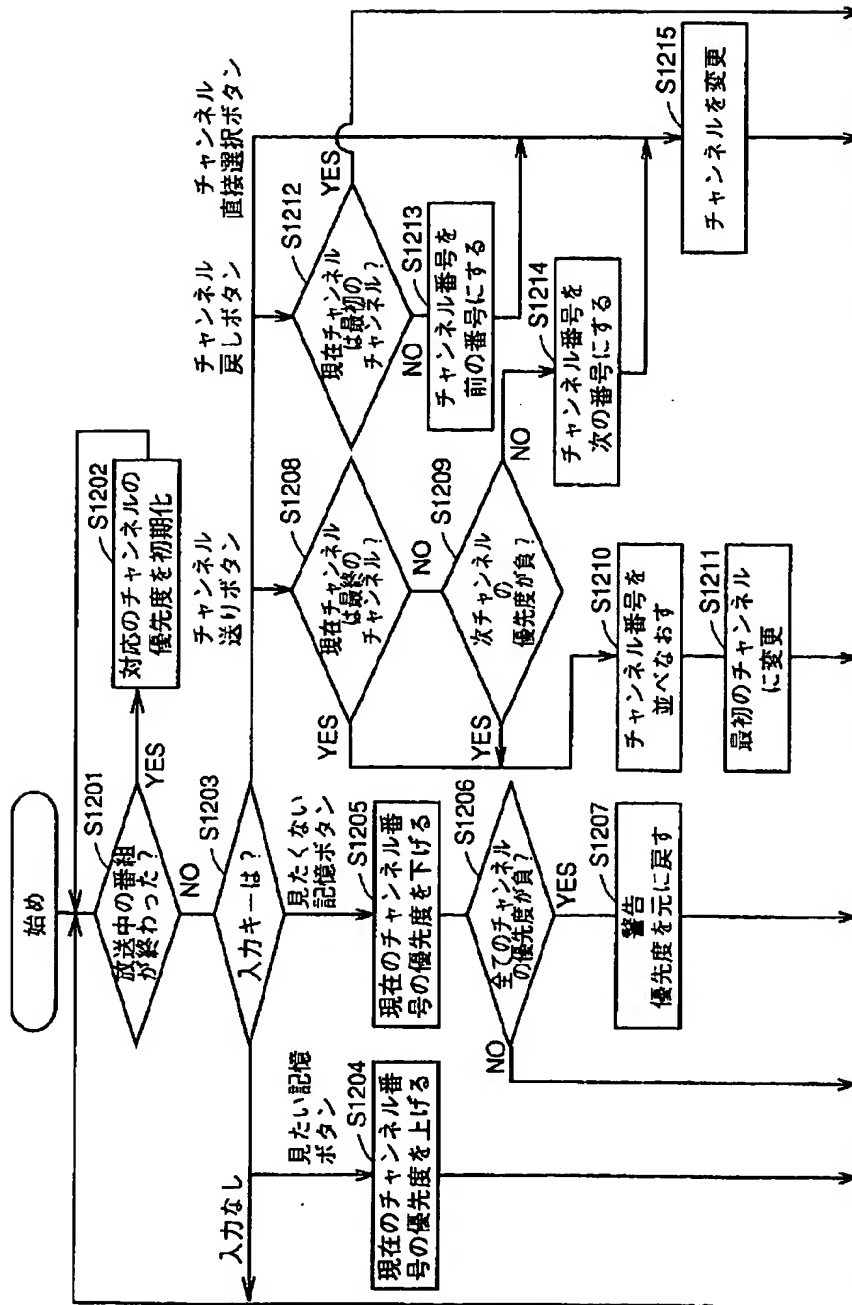 始め
S1201
放送中の番組
が終わった？
YES
NO
S1202
対応のチャンネルの
優先度を初期化
S1203
入力キーは？
入力なし
見たい記憶
ボタン
見たくない
記憶ボタン
チャンネル
送りボタン
チャンネル
戻しボタン
チャンネル
直接選択ボタン
S1204
現在のチャンネル番
号の優先度を上げる
S1205
現在のチャンネル番
号の優先度を下げる
S1206
全てのチャンネル
の優先度が負？
NO
YES
S1207
警告
優先度を元に戻す
S1208
現在チャンネル
は最終の
チャンネル？
YES
NO
S1209
次チャンネル
の
優先度が負？
YES
NO
S1210
チャンネル番号を
並べなおす
S1211
最初のチャンネル
に変更
S1212
現在チャンネル
は最初の
チャンネル？
YES
NO
S1213
チャンネル番号を
前の番号にする
S1214
チャンネル番号を
次の番号にする
S1215
チャンネルを変更